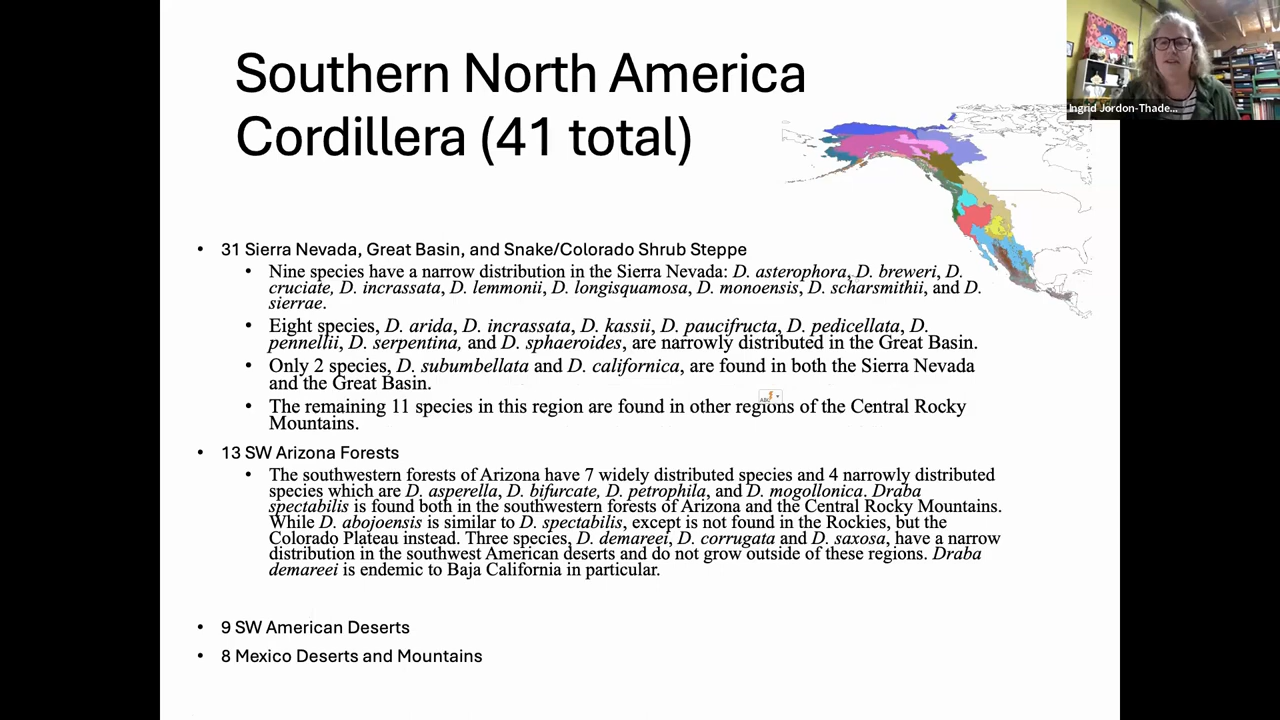 Southern North America
Cordillera (41 total)
Ingrid Jordon-Thade...
• 31 Sierra Nevada, Great Basin, and Snake/Colorado Shrub Steppe
• Nine species have a narrow distribution in the Sierra Nevada: D. asterophora, D. breweri, D.
cruciate, D. incrassata, D. lemmonii, D. longisquamosa, D. monoensis, D. scharsmithii, and D.
sierrae.
• Eight species, D. arida, D. incrassata, D. kassii, D. paucifructa, D. pedicellata, D.
pennellii, D. serpentina, and D. sphaeroides, are narrowly distributed in the Great Basin.
• Only 2 species, D. subumbellata and D. californica, are found in both the Sierra Nevada
and the Great Basin.
• The remaining 11 species in this region are found in other regions of the Central Rocky
Mountains.
• 13 SW Arizona Forests
• The southwestern forests of Arizona have 7 widely distributed species and 4 narrowly distributed
species which are D. asperella, D. bifurcate, D. petrophila, and D. mogollonica. Draba
spectabilis is found both in the southwestern forests of Arizona and the Central Rocky Mountains.
While D. abojoensis is similar to D. spectabilis, except is not found in the Rockies, but the
Colorado Plateau instead. Three species, D. demareei, D. corrugata and D. saxosa, have a narrow
distribution in the southwest American deserts and do not grow outside of these regions. Draba
demareei is endemic to Baja California in particular.
• 9 SW American Deserts
• 8 Mexico Deserts and Mountains